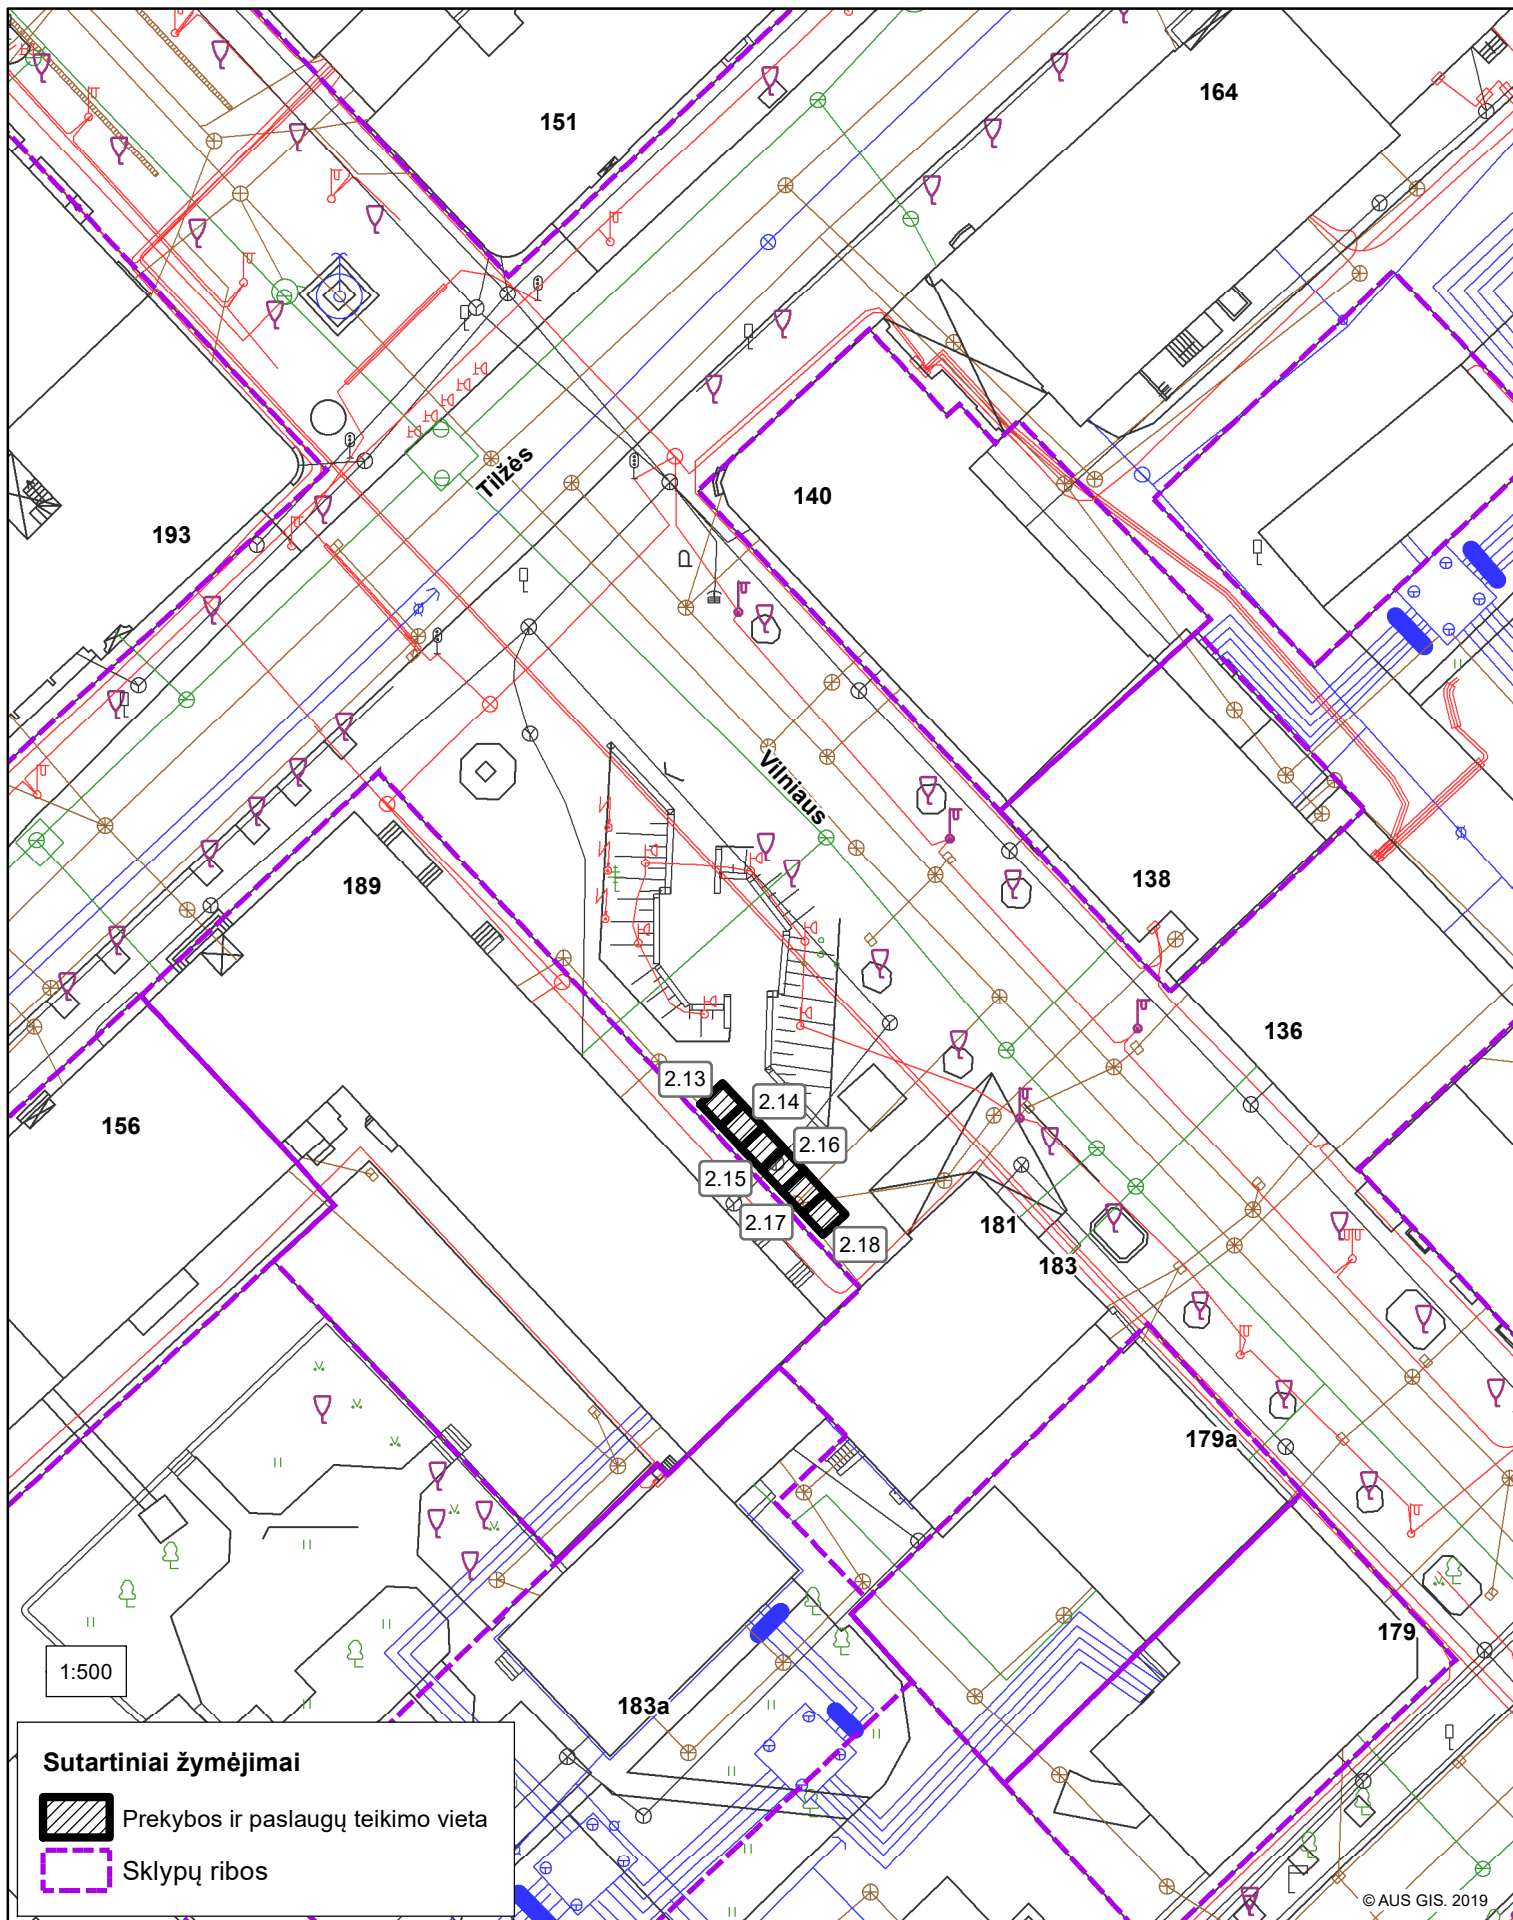 151
164
Tilžės
140
193
Vilniaus
189
138
136
2.13
2.14
156
2.16
2.15
2.17
181
2.18
183
179a
179
1:500
183a
Sutartiniai žymėjimai
Prekybos ir paslaugų teikimo vieta
Sklypų ribos
© AUS GIS. 2019